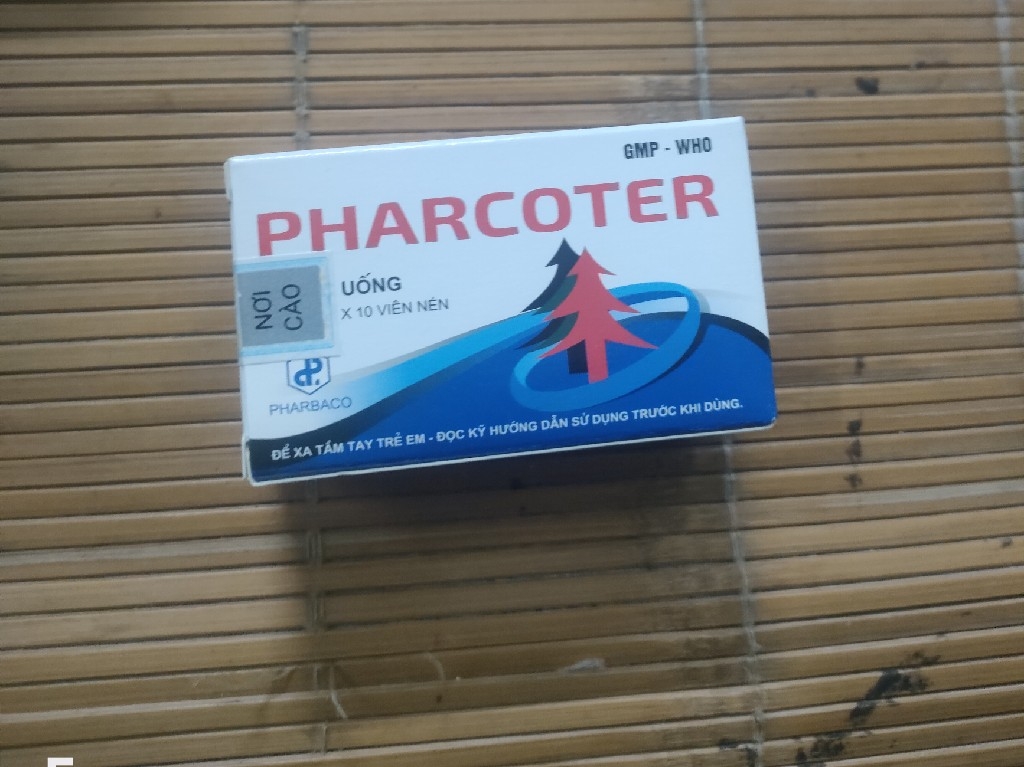 GMP - WHO
PHARCOTER
UỐNG
X 10 VIÊN NÉN
NƠI
CÀO
PHARBACO
ĐỂ XA TẦM TAY TRẺ EM - ĐỌC KỸ HƯỚNG DẪN SỬ DỤNG TRƯỚC KHI DÙNG.